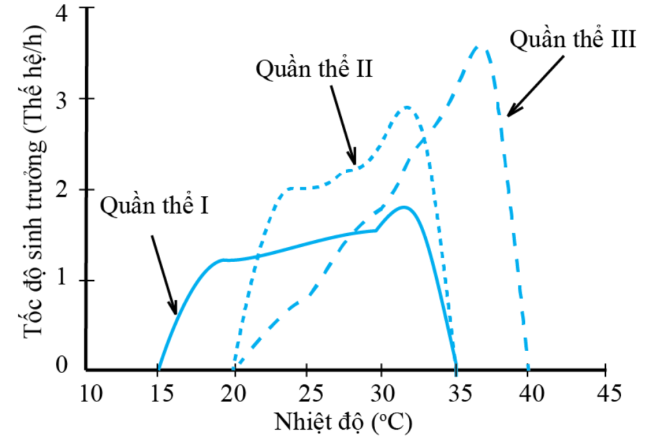 Tốc độ sinh trưởng (Thế hệ/h)
4
3
2
1
0
Quần thể I
Quần thể II
Quần thể III
10 15 20 25 30 35 40 45
Nhiệt độ (°C)